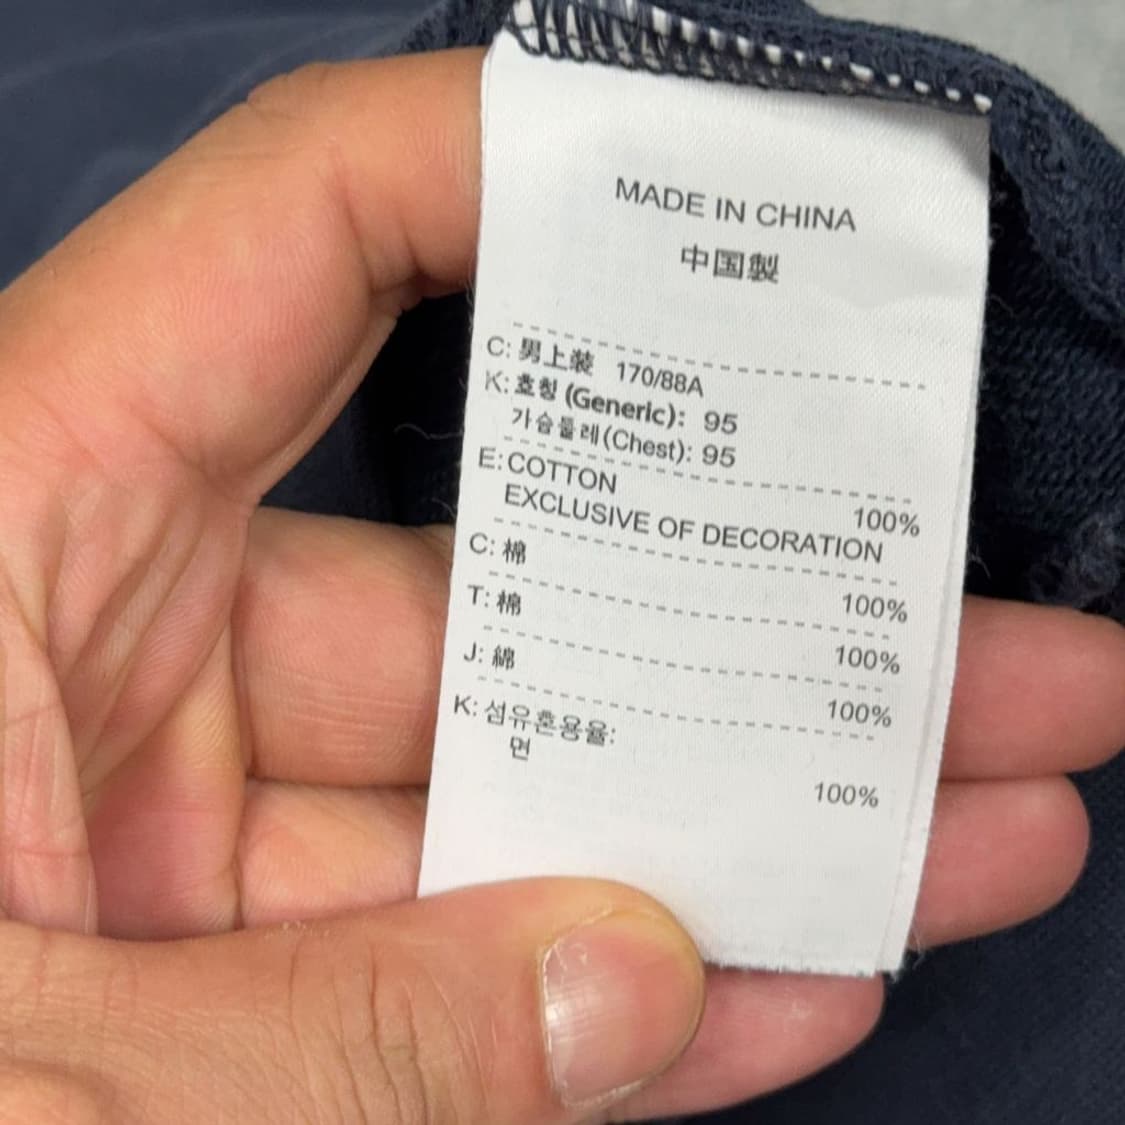 MADE IN CHINA
中国製
C: 男上装 170/88A
K: 호칭 (Generic): 95
가슴둘레(Chest): 95
E: COTTON 100%
EXCLUSIVE OF DECORATION
C: 棉 100%
T: 棉 100%
J: 綿 100%
K: 섬유혼용율:
면 100%